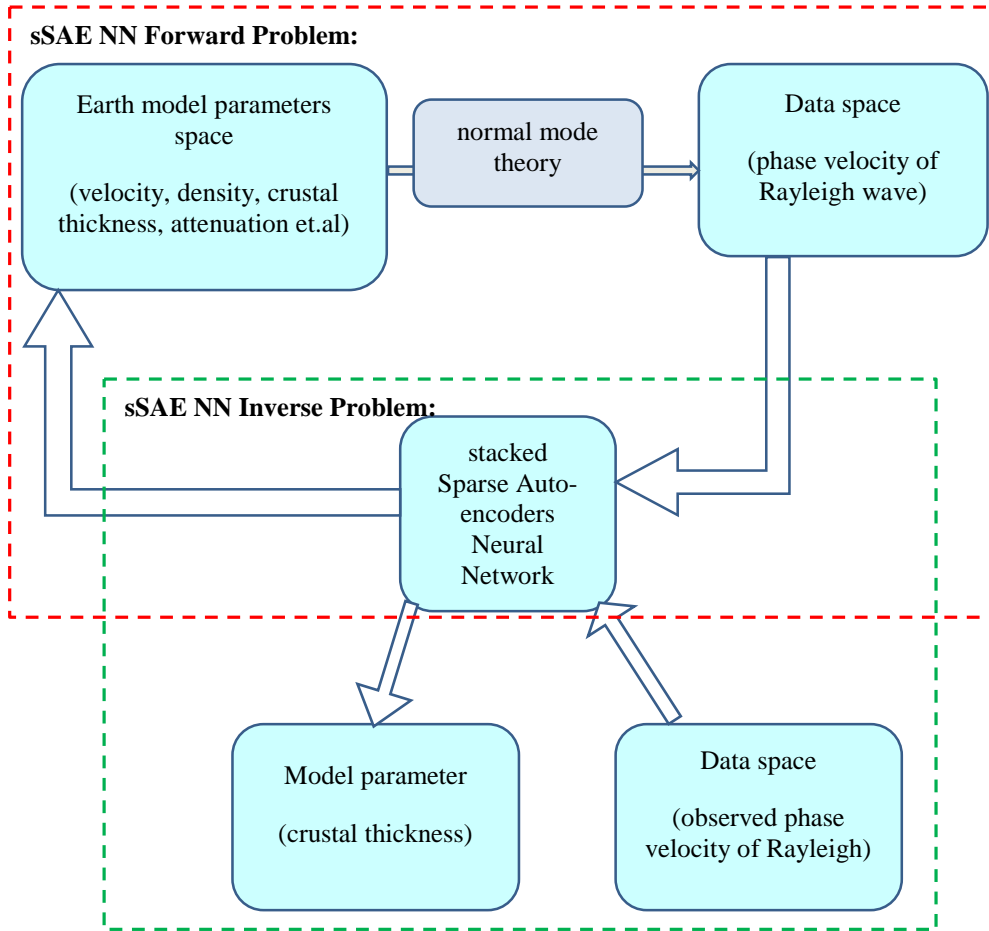 sSAE NN Forward Problem:
Earth model parameters
space
(velocity, density, crustal
thickness, attenuation et.al)
normal mode
theory
Data space
(phase velocity of
Rayleigh wave)
sSAE NN Inverse Problem:
stacked
Sparse Auto-
encoders
Neural
Network
Model parameter
(crustal thickness)
Data space
(observed phase
velocity of Rayleigh)